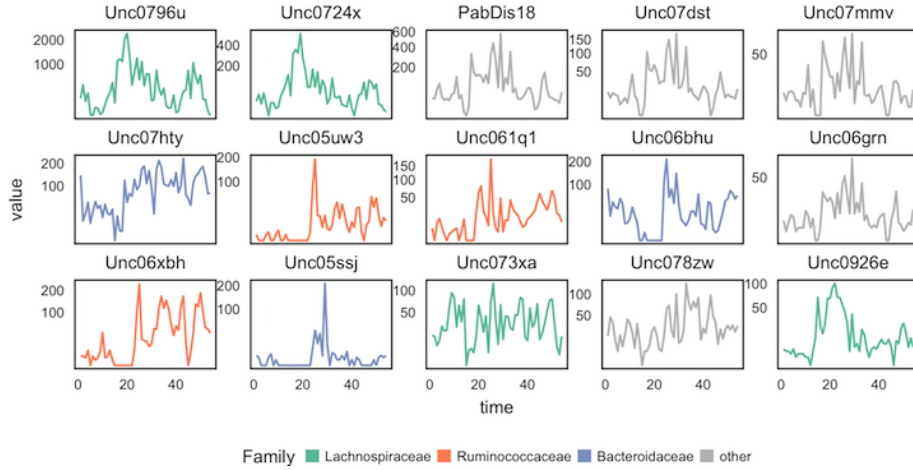 Unc0796u Unc0724x PabDis18 Unc07dst Unc07mmv
2000 1000 400 200 600 400 200 150 100 50 50
Unc07hty Unc05uw3 Unc061q1 Unc06bhu Unc06grn
200 100 200 100 150 100 50 200 100 50
value
Unc06xbh Unc05ssj Unc073xa Unc078zw Unc0926e
200 100 200 100 100 50 100 50 100 50
0 20 40 0 20 40 0 20 40 0 20 40 0 20 40
time
Family Lachnospiraceae Ruminococcaceae Bacteroidaceae other